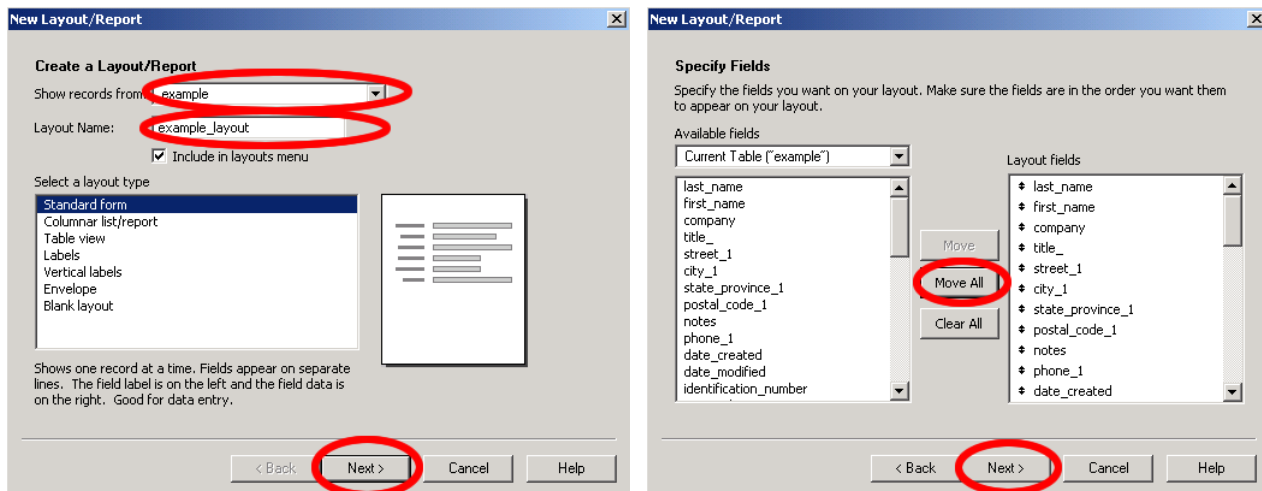 New Layout/Report
Create a Layout/Report
Show records from: example
Layout Name: example_layout
Include in layouts menu
Select a layout type
Standard form
Columnar list/report
Table view
Labels
Vertical labels
Envelope
Blank layout
Shows one record at a time. Fields appear on separate
lines. The field label is on the left and the field data is
on the right. Good for data entry.
< Back Next > Cancel Help
New Layout/Report
Specify Fields
Specify the fields you want on your layout. Make sure the fields are in the order you want them
to appear on your layout.
Available fields
Current Table ("example")
last_name
first_name
company
title_
street_1
city_1
state_province_1
postal_code_1
notes
phone_1
date_created
date_modified
identification_number
Move
Move All
Clear All
Layout fields
last_name
first_name
company
title_
street_1
city_1
state_province_1
postal_code_1
notes
phone_1
date_created
< Back Next > Cancel Help